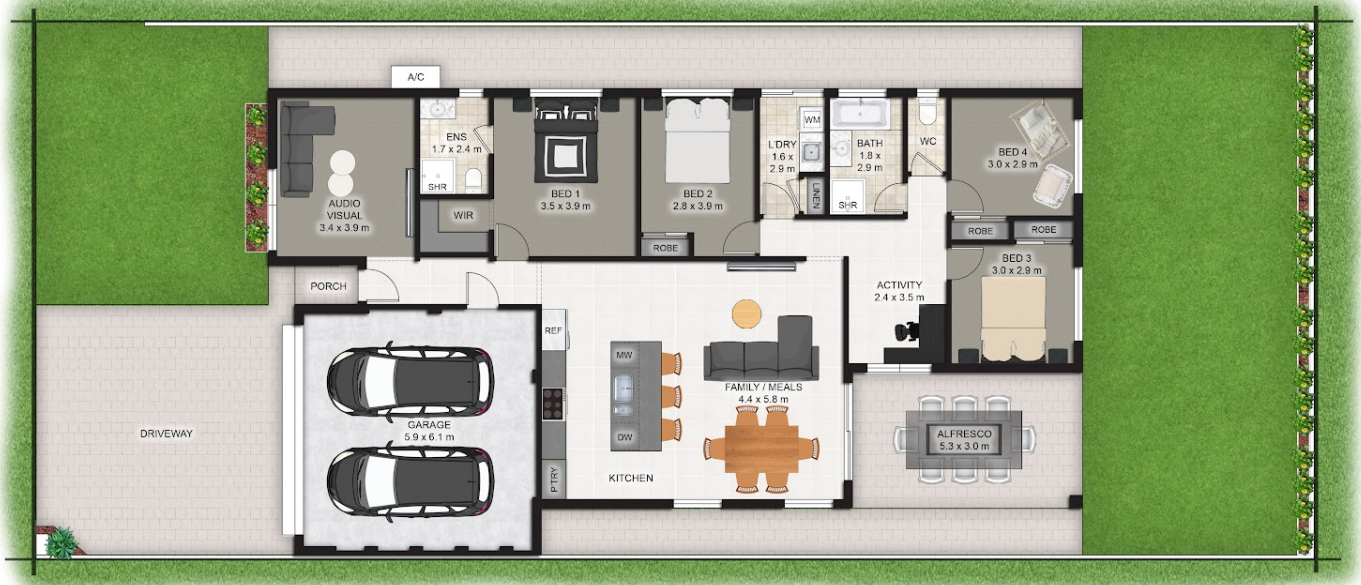 A/C
ENS
1.7 x 2.4 m
SHR
WIR
AUDIO
VISUAL
3.4 x 3.9 m
BED 1
3.5 x 3.9 m
BED 2
2.8 x 3.9 m
ROBE
L'DRY
1.6 x
2.9 m
WM
LINEN
BATH
1.8 x
2.9 m
SHR
WC
BED 4
3.0 x 2.9 m
ROBE
ROBE
BED 3
3.0 x 2.9 m
ACTIVITY
2.4 x 3.5 m
PORCH
REF
MW
DW
P'TRY
KITCHEN
FAMILY / MEALS
4.4 x 5.8 m
GARAGE
5.9 x 6.1 m
DRIVEWAY
ALFRESCO
5.3 x 3.0 m